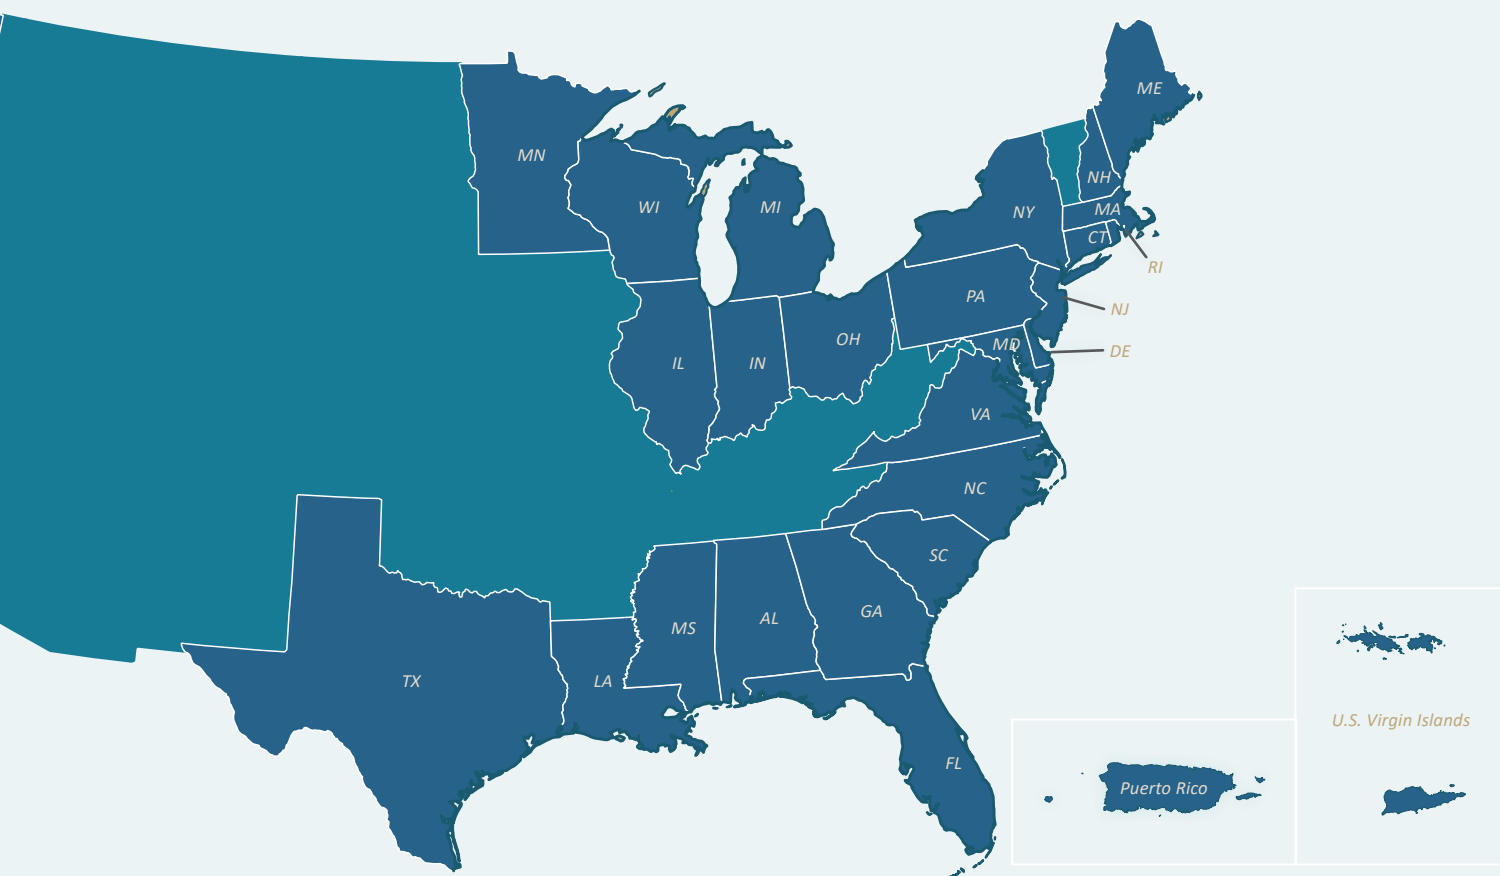 ME
MN
NH
WI
MI
NY
MA
CT
RI
PA
NJ
OH
MD
DE
IL
IN
VA
NC
SC
GA
AL
MS
TX
LA
U.S. Virgin Islands
FL
Puerto Rico